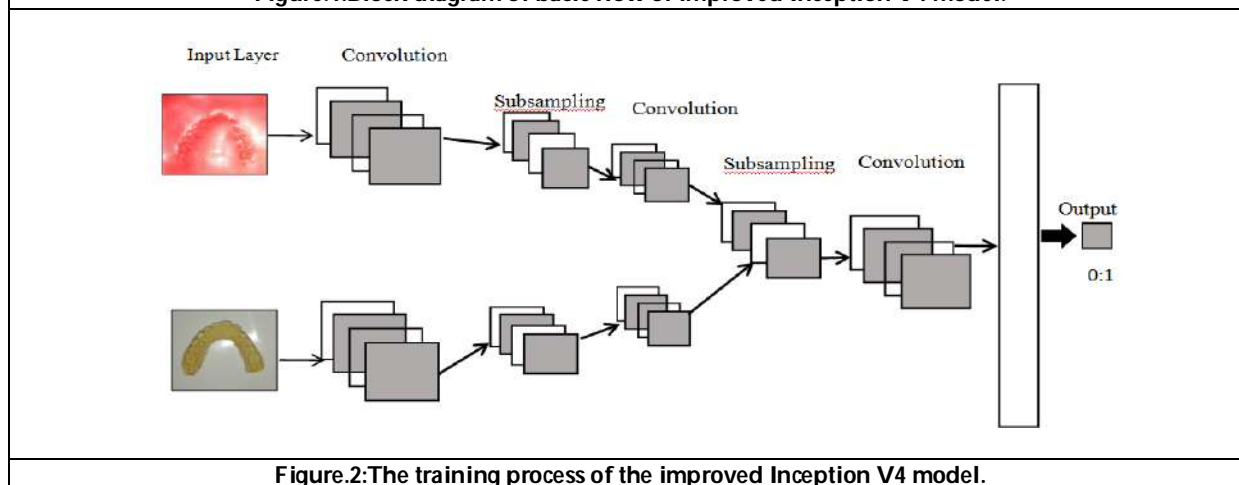 Input Layer
Convolution
Subsampling
Convolution
Subsampling
Convolution
Output
0:1
Figure.2:The training process of the improved Inception V4 model.